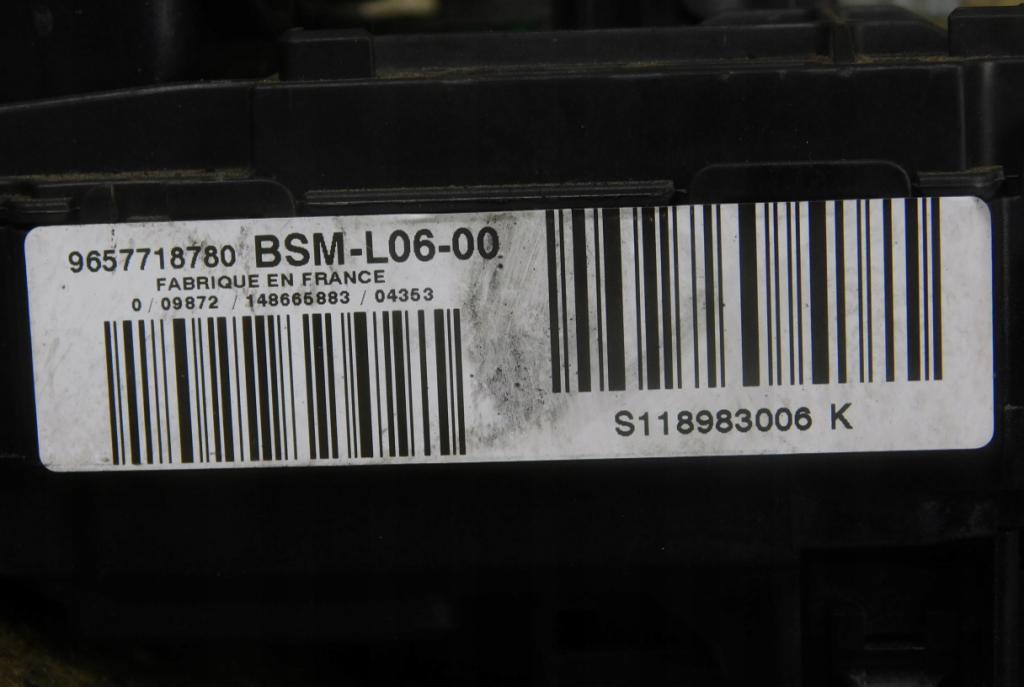 9657718780 BSM-L06-00
FABRIQUE EN FRANCE
0 / 09872 / 148665883 / 04353
S118983006 K